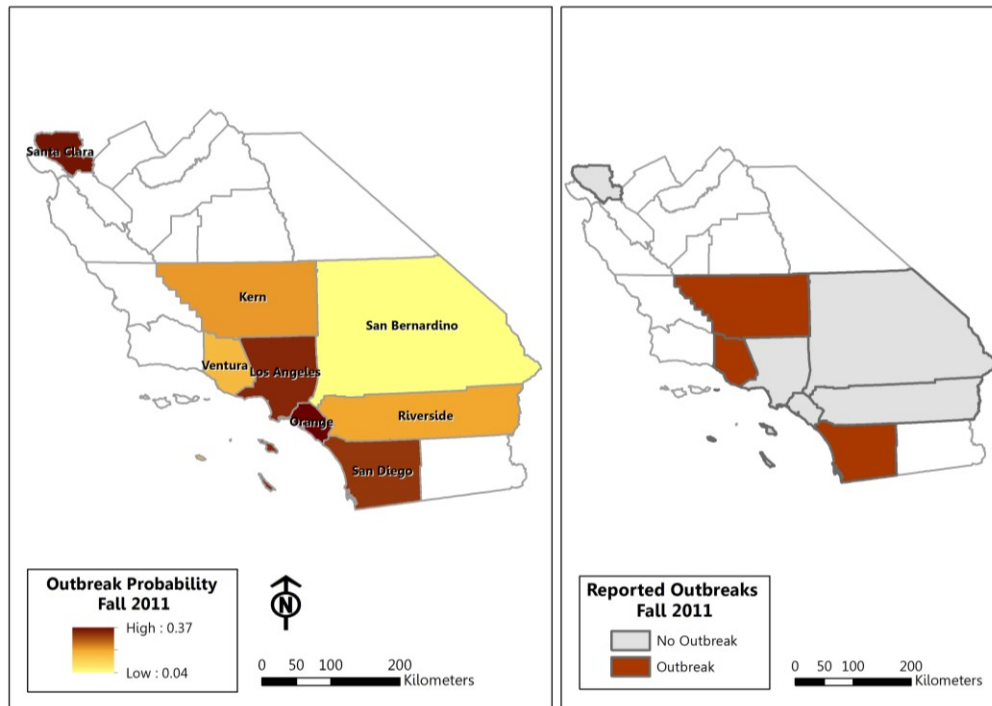 Santa Clara
Kern
San Bernardino
Ventura
Los Angeles
Orange
Riverside
San Diego
Outbreak Probability
Fall 2011
High : 0.37
Low : 0.04
N
0 50 100 200
Kilometers
Reported Outbreaks
Fall 2011
No Outbreak
Outbreak
0 50 100 200
Kilometers